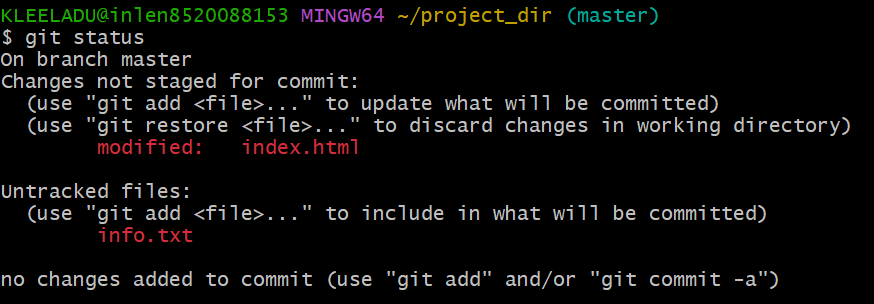 KLEELADU@inlen8520088153 MINGW64 ~/project_dir (master)
$ git status
On branch master
Changes not staged for commit:
  (use "git add <file>..." to update what will be committed)
  (use "git restore <file>..." to discard changes in working directory)
        modified:   index.html

Untracked files:
  (use "git add <file>..." to include in what will be committed)
        info.txt

no changes added to commit (use "git add" and/or "git commit -a")